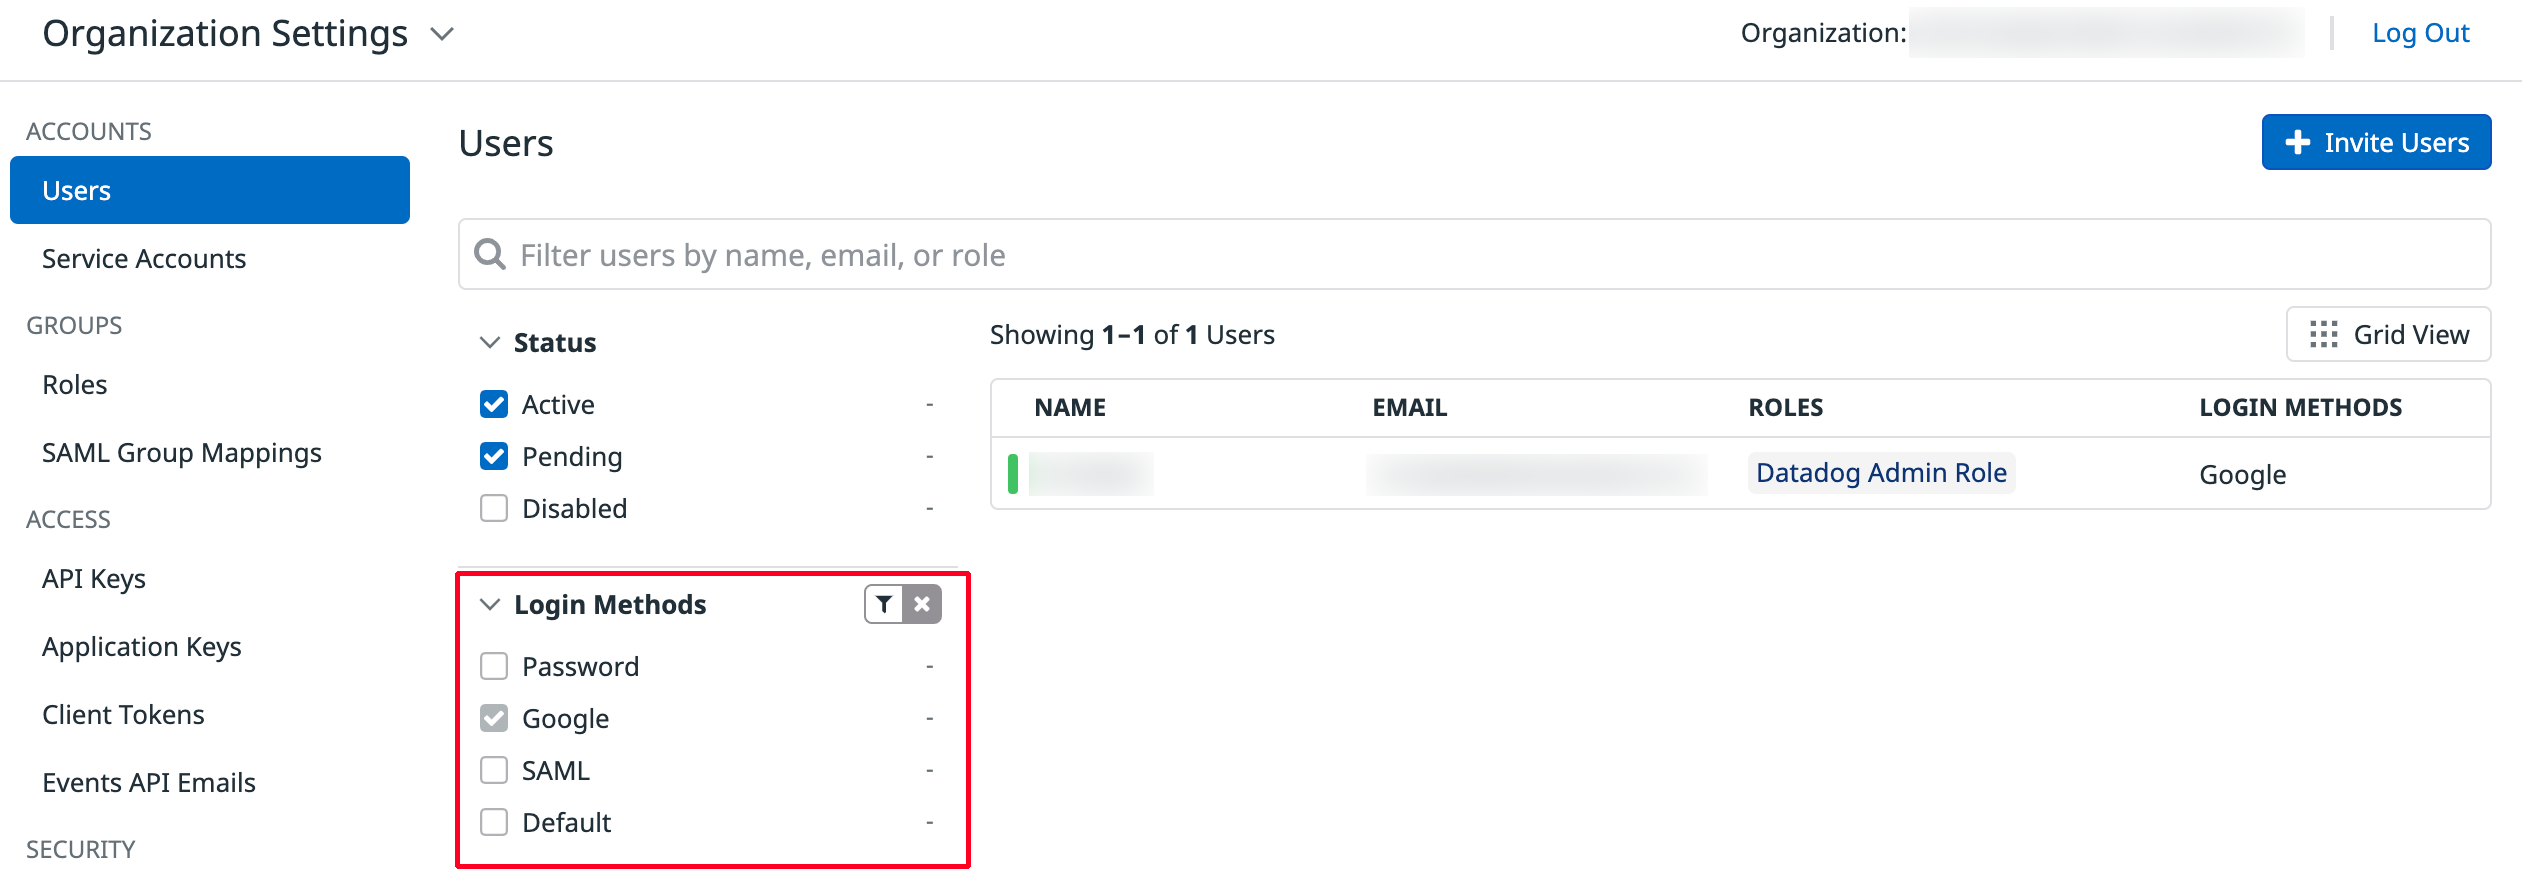 Organization Settings
Organization:
Log Out
ACCOUNTS
Users
Service Accounts
GROUPS
Roles
SAML Group Mappings
ACCESS
API Keys
Application Keys
Client Tokens
Events API Emails
SECURITY
Users
Invite Users
Filter users by name, email, or role
Status
Active -
Pending -
Disabled -
Login Methods
Password -
Google -
SAML -
Default -
Showing 1–1 of 1 Users
Grid View
NAME EMAIL ROLES LOGIN METHODS
Datadog Admin Role Google